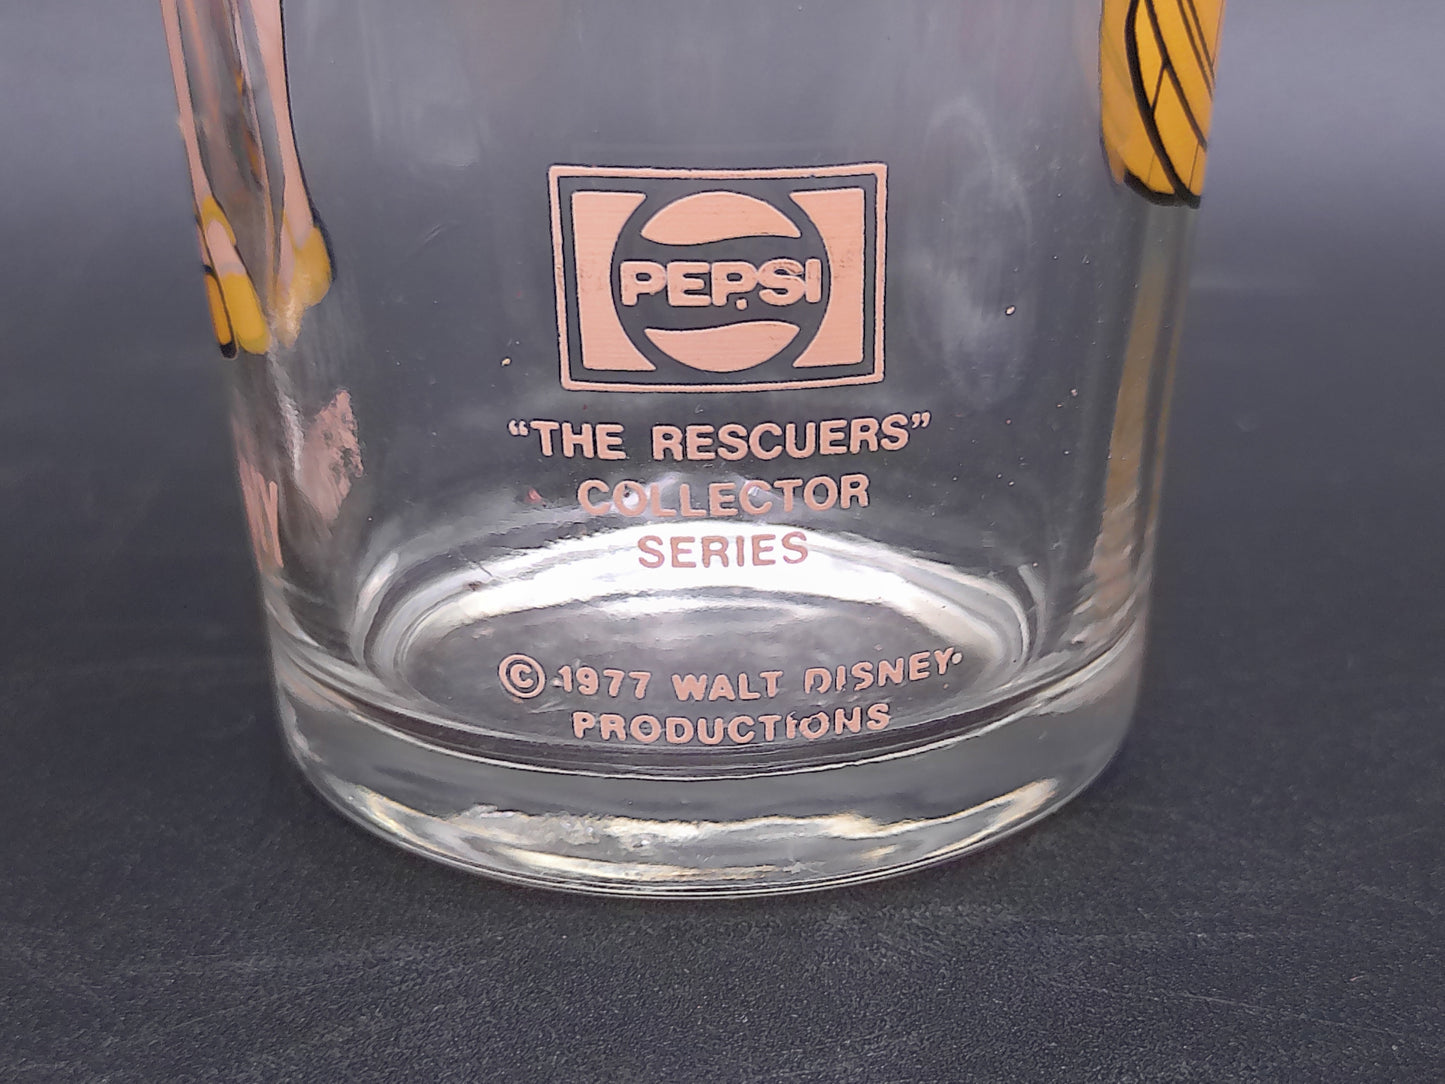 PEPSI
“THE RESCUERS”
COLLECTOR
SERIES
© 1977 WALT DISNEY
PRODUCTIONS